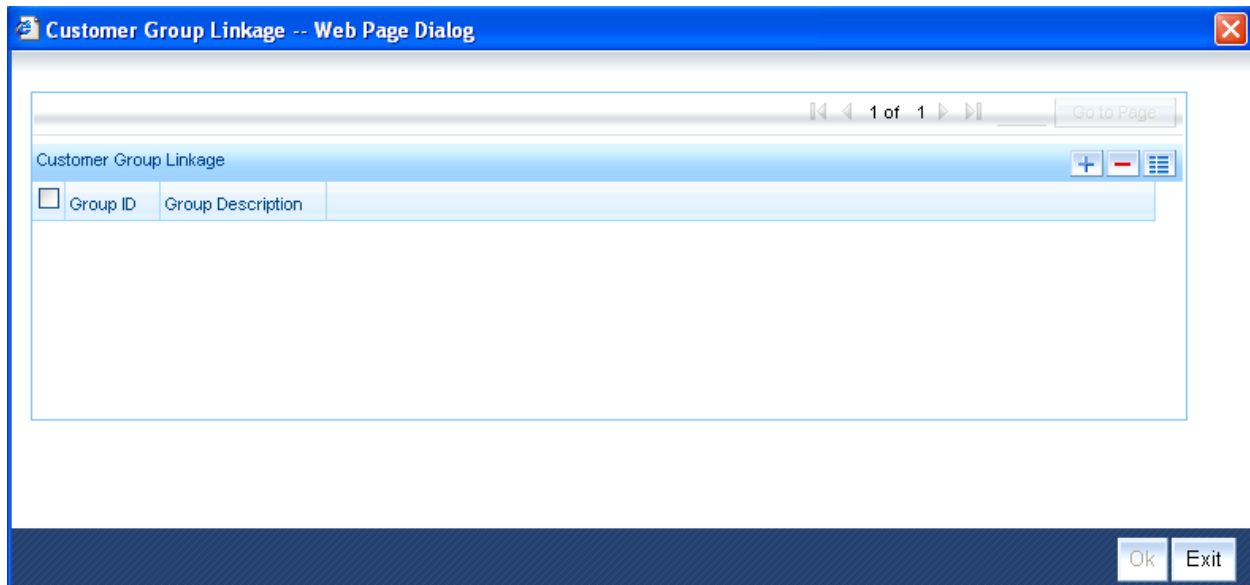 Customer Group Linkage -- Web Page Dialog
1 of 1 Go to Page
Customer Group Linkage
Group ID Group Description
Ok Exit